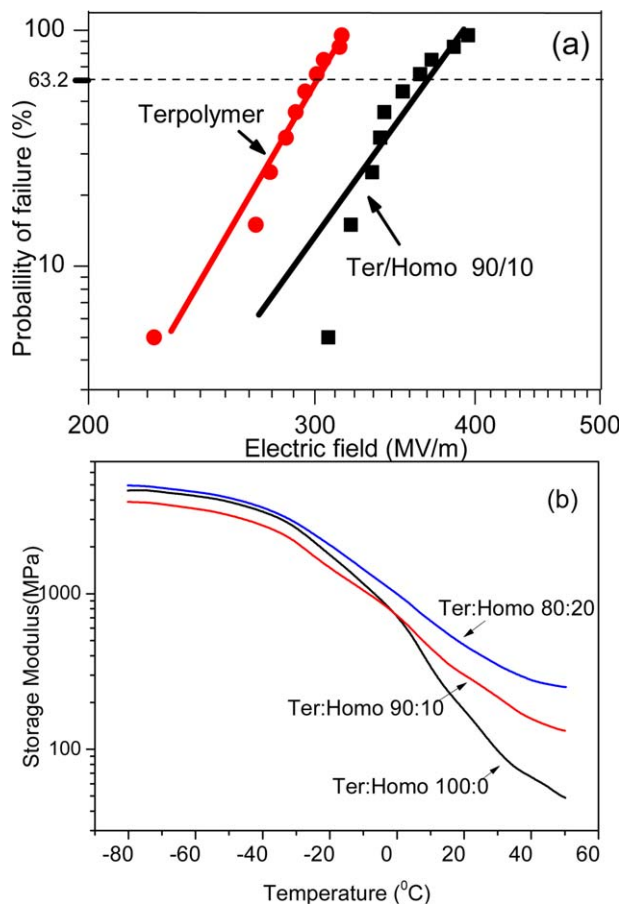 (a)
Probalility of failure (%)
100
63.2
10
Terpolymer
Ter/Homo 90/10
200 300 400 500
Electric field (MV/m)
(b)
Storage Modulus(MPa)
1000
100
Ter:Homo 80:20
Ter:Homo 90:10
Ter:Homo 100:0
-80 -60 -40 -20 0 20 40 60
Temperature (⁰C)